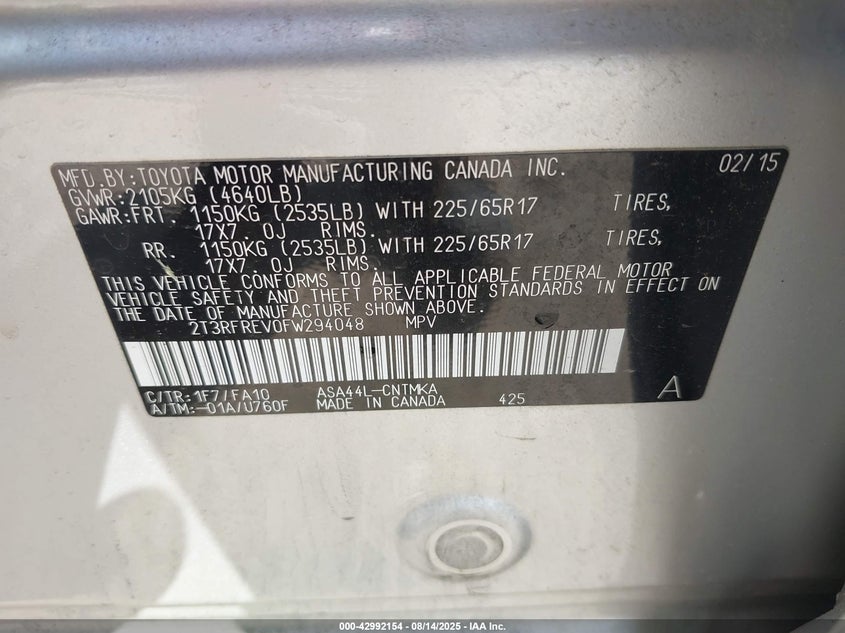 MFD.BY:TOYOTA MOTOR MANUFACTURING CANADA INC. 02/15
GVWR:2105KG (4640LB)
GAWR:FRT. 1150KG (2535LB) WITH 225/65R17 TIRES,
17X7.0J RIMS.
RR. 1150KG (2535LB) WITH 225/65R17 TIRES,
17X7.0J RIMS.
THIS VEHICLE CONFORMS TO ALL APPLICABLE FEDERAL MOTOR
VEHICLE SAFETY AND THEFT PREVENTION STANDARDS IN EFFECT ON
THE DATE OF MANUFACTURE SHOWN ABOVE.
2T3RFREV0FW294048 MPV
C/TR:1F7/FA10 ASA44L-CNTMKA A
A/TM:-01A/U760F MADE IN CANADA 425
000-42992154 - 08/14/2025 - IAA Inc.